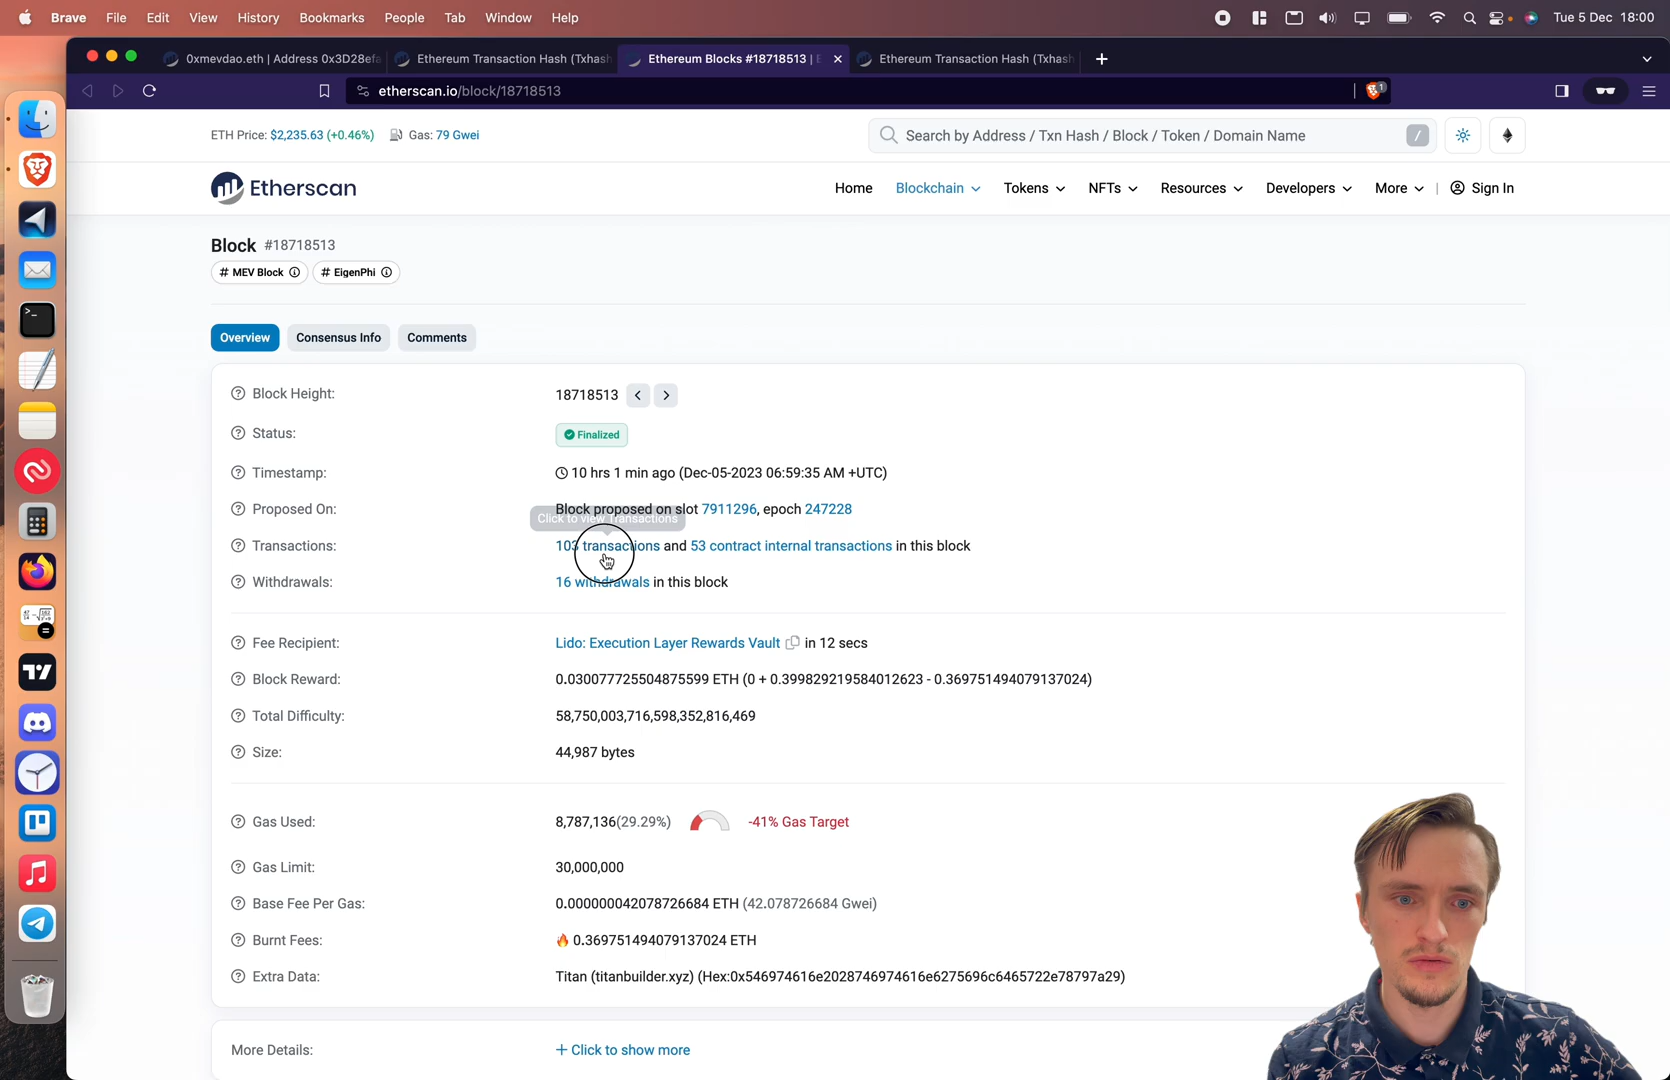 Brave File Edit View History Bookmarks People Tab Window Help Tue 5 Dec 18:00
0xmevdao.eth | Address 0x3D28efa Ethereum Transaction Hash (Txhash Ethereum Blocks #18718513 | E Ethereum Transaction Hash (Txhash
etherscan.io/block/18718513 1
ETH Price: $2,235.63 (+0.46%) Gas: 79 Gwei Search by Address / Txn Hash / Block / Token / Domain Name /
Etherscan Home Blockchain Tokens NFTs Resources Developers More | Sign In
Block #18718513
# MEV Block # EigenPhi
Overview Consensus Info Comments
Block Height: 18718513
Status: Finalized
Timestamp: 10 hrs 1 min ago (Dec-05-2023 06:59:35 AM +UTC)
Proposed On: Block proposed on slot 7911296, epoch 247228
Click to view Transactions
Transactions: 103 transactions and 53 contract internal transactions in this block
Withdrawals: 16 withdrawals in this block
Fee Recipient: Lido: Execution Layer Rewards Vault in 12 secs
Block Reward: 0.030077725504875599 ETH (0 + 0.399829219584012623 - 0.369751494079137024)
Total Difficulty: 58,750,003,716,598,352,816,469
Size: 44,987 bytes
Gas Used: 8,787,136(29.29%) -41% Gas Target
Gas Limit: 30,000,000
Base Fee Per Gas: 0.000000042078726684 ETH (42.078726684 Gwei)
Burnt Fees: 0.369751494079137024 ETH
Extra Data: Titan (titanbuilder.xyz) (Hex:0x546974616e2028746974616e6275696c6465722e78797a29)
More Details: + Click to show more